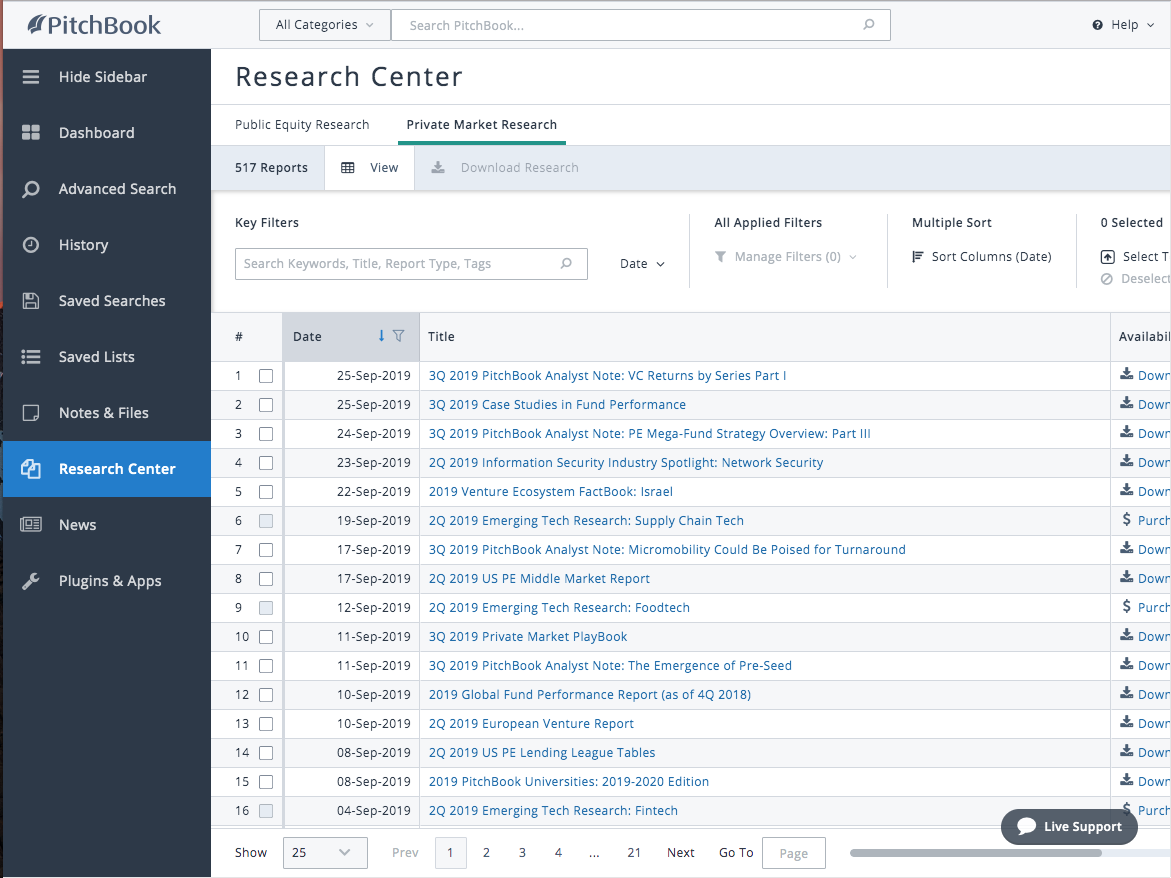 PitchBook
All Categories
Search PitchBook...
Help
Hide Sidebar
Dashboard
Advanced Search
History
Saved Searches
Saved Lists
Notes & Files
Research Center
News
Plugins & Apps
Research Center
Public Equity Research
Private Market Research
517 Reports
View
Download Research
Key Filters
Search Keywords, Title, Report Type, Tags
Date
All Applied Filters
Manage Filters (0)
Multiple Sort
Sort Columns (Date)
0 Selected
Select T
Deselect
# Date Title Availabil
1 25-Sep-2019 3Q 2019 PitchBook Analyst Note: VC Returns by Series Part I Down
2 25-Sep-2019 3Q 2019 Case Studies in Fund Performance Down
3 24-Sep-2019 3Q 2019 PitchBook Analyst Note: PE Mega-Fund Strategy Overview: Part III Down
4 23-Sep-2019 2Q 2019 Information Security Industry Spotlight: Network Security Down
5 22-Sep-2019 2019 Venture Ecosystem FactBook: Israel Down
6 19-Sep-2019 2Q 2019 Emerging Tech Research: Supply Chain Tech $ Purch
7 17-Sep-2019 3Q 2019 PitchBook Analyst Note: Micromobility Could Be Poised for Turnaround Down
8 17-Sep-2019 2Q 2019 US PE Middle Market Report Down
9 12-Sep-2019 2Q 2019 Emerging Tech Research: Foodtech $ Purch
10 11-Sep-2019 3Q 2019 Private Market PlayBook Down
11 11-Sep-2019 3Q 2019 PitchBook Analyst Note: The Emergence of Pre-Seed Down
12 10-Sep-2019 2019 Global Fund Performance Report (as of 4Q 2018) Down
13 10-Sep-2019 2Q 2019 European Venture Report Down
14 08-Sep-2019 2Q 2019 US PE Lending League Tables Down
15 08-Sep-2019 2019 PitchBook Universities: 2019-2020 Edition Down
16 04-Sep-2019 2Q 2019 Emerging Tech Research: Fintech $ Purch
Live Support
Show 25 Prev 1 2 3 4 ... 21 Next Go To Page